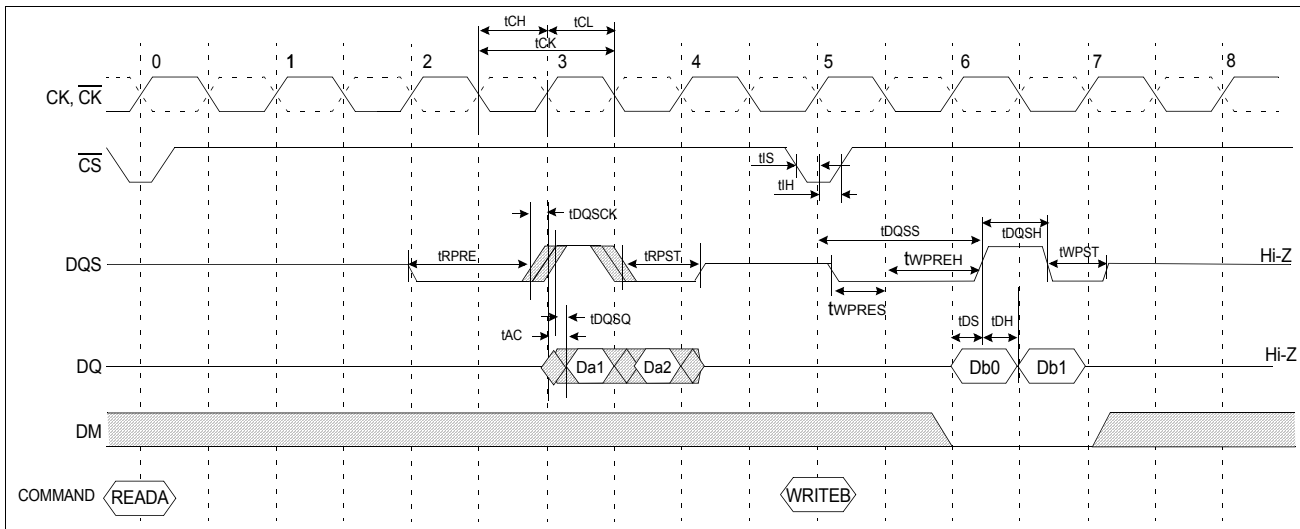 tCH tCL
tCK
0 1 2 3 4 5 6 7 8
CK, CK
CS
tIS
tIH
tDQSCK
tDQSS
tDQSH
DQS
tRPRE
tRPST
tWPREH
tWPST
Hi-Z
tWPRES
tDQSQ
tAC
tDS tDH
DQ
Da1 Da2
Db0 Db1
Hi-Z
DM
COMMAND READA WRITEB